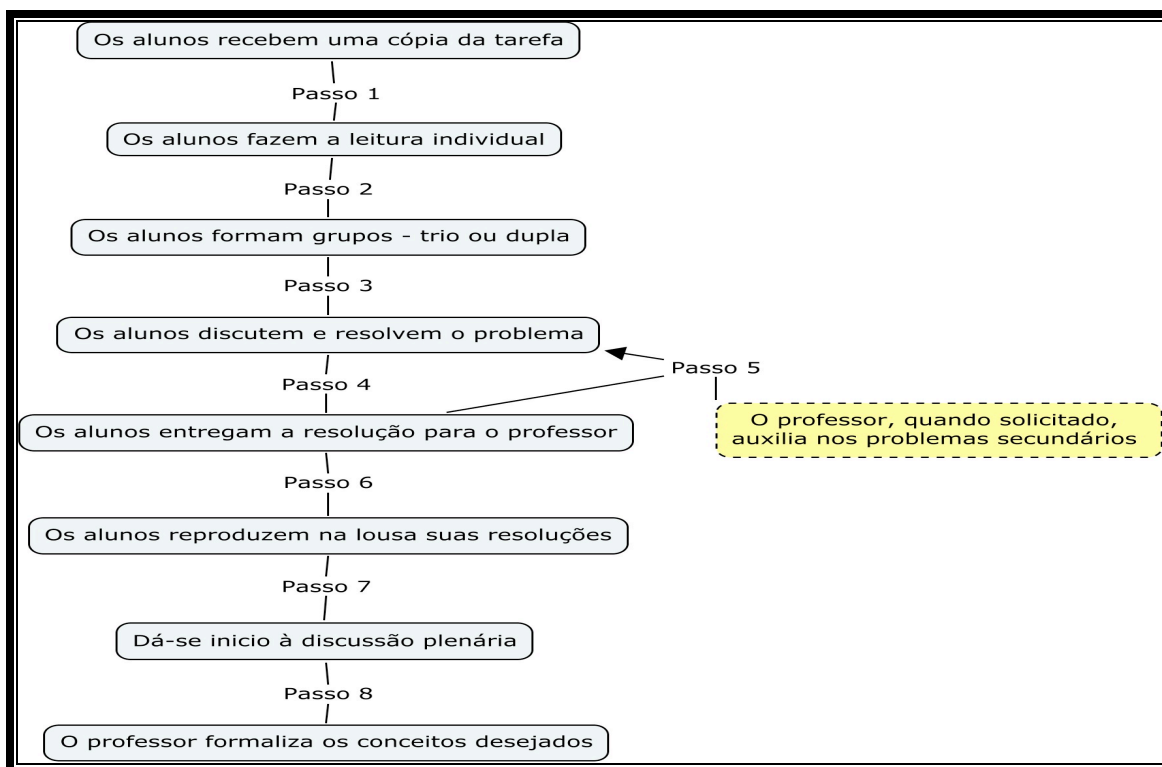 Os alunos recebem uma cópia da tarefa
Passo 1
Os alunos fazem a leitura individual
Passo 2
Os alunos formam grupos - trio ou dupla
Passo 3
Os alunos discutem e resolvem o problema
Passo 4
Passo 5
O professor, quando solicitado,
auxilia nos problemas secundários
Os alunos entregam a resolução para o professor
Passo 6
Os alunos reproduzem na lousa suas resoluções
Passo 7
Dá-se inicio à discussão plenária
Passo 8
O professor formaliza os conceitos desejados